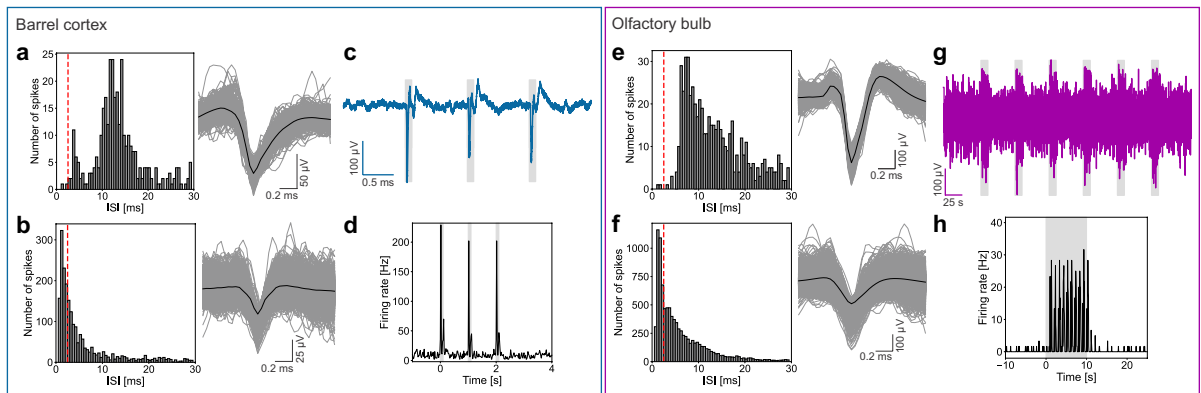 Barrel cortex
a
Number of spikes
25
20
15
10
5
0
0 10 20 30
ISI [ms]
50 µV
0.2 ms
c
100 µV
0.5 ms
b
Number of spikes
300
200
100
0
0 10 20 30
ISI [ms]
25 µV
0.2 ms
d
Firing rate [Hz]
200
150
100
50
0
0 2 4
Time [s]
Olfactory bulb
e
Number of spikes
30
25
20
15
10
5
0
0 10 20 30
ISI [ms]
100 µV
0.2 ms
g
100 µV
25 s
f
Number of spikes
1000
750
500
250
0
0 10 20 30
ISI [ms]
100 µV
0.2 ms
h
Firing rate [Hz]
40
30
20
10
0
−10 0 10 20
Time [s]